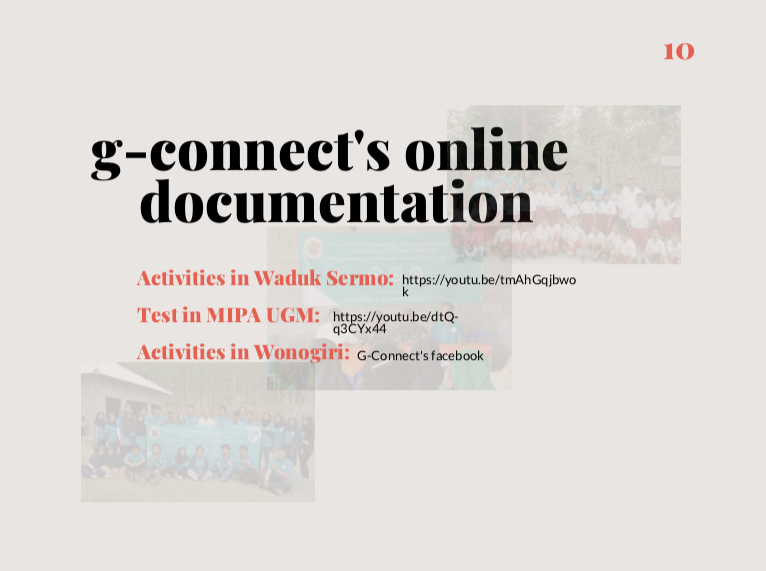 10
g-connect's online
documentation
Activities in Waduk Sermo: https://youtu.be/tmAhGqjbwo
k
Test in MIPA UGM: https://youtu.be/dtQ-
q3CYx44
Activities in Wonogiri: G-Connect's facebook